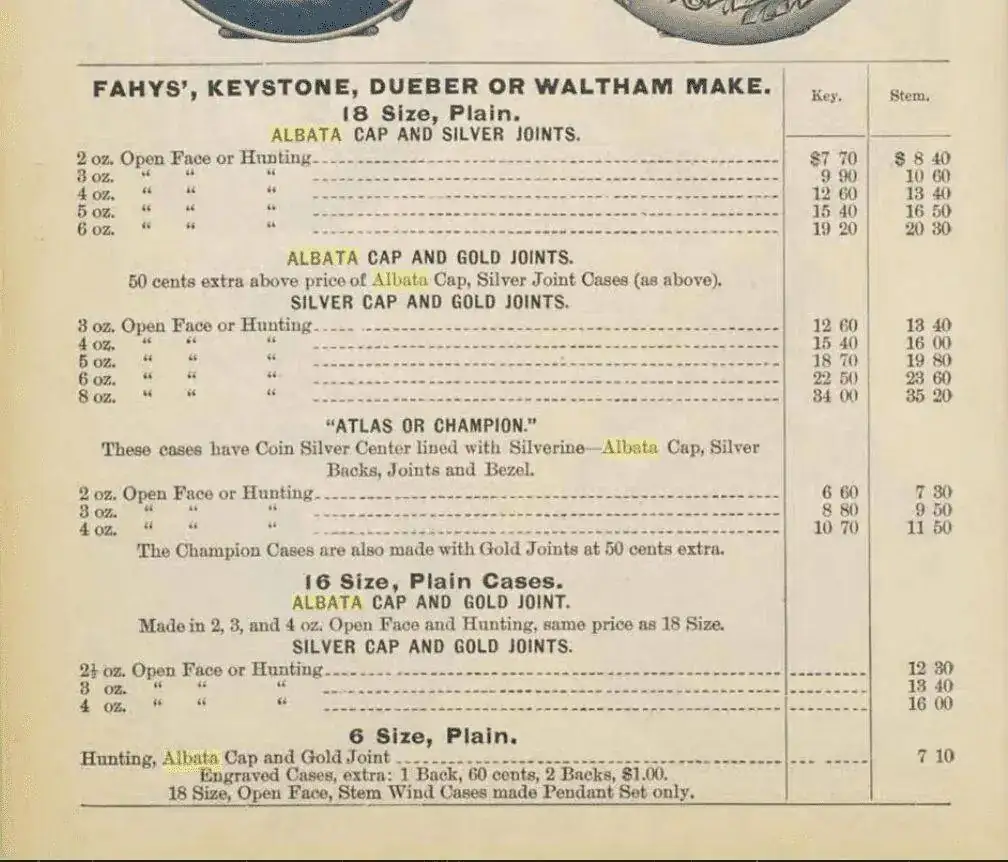 FAHYS', KEYSTONE, DUEBER OR WALTHAM MAKE. Key. Stem.
18 Size, Plain.
ALBATA CAP AND SILVER JOINTS.
2 oz. Open Face or Hunting $7 70 $ 8 40
3 oz. “ “ “ 9 90 10 60
4 oz. “ “ “ 12 60 13 40
5 oz. “ “ “ 15 40 16 50
6 oz. “ “ “ 19 20 20 30
ALBATA CAP AND GOLD JOINTS.
50 cents extra above price of Albata Cap, Silver Joint Cases (as above).
SILVER CAP AND GOLD JOINTS.
3 oz. Open Face or Hunting 12 60 13 40
4 oz. “ “ “ 15 40 16 00
5 oz. “ “ “ 18 70 19 80
6 oz. “ “ “ 22 50 23 60
8 oz. “ “ “ 34 00 35 20
“ATLAS OR CHAMPION.”
These cases have Coin Silver Center lined with Silverine—Albata Cap, Silver
Backs, Joints and Bezel.
2 oz. Open Face or Hunting 6 60 7 30
3 oz. “ “ “ 8 80 9 50
4 oz. “ “ “ 10 70 11 50
The Champion Cases are also made with Gold Joints at 50 cents extra.
16 Size, Plain Cases.
ALBATA CAP AND GOLD JOINT.
Made in 2, 3, and 4 oz. Open Face and Hunting, same price as 18 Size.
SILVER CAP AND GOLD JOINTS.
2½ oz. Open Face or Hunting 12 30
3 oz. “ “ “ 13 40
4 oz. “ “ “ 16 00
6 Size, Plain.
Hunting, Albata Cap and Gold Joint 7 10
Engraved Cases, extra: 1 Back, 60 cents, 2 Backs, $1.00.
18 Size, Open Face, Stem Wind Cases made Pendant Set only.